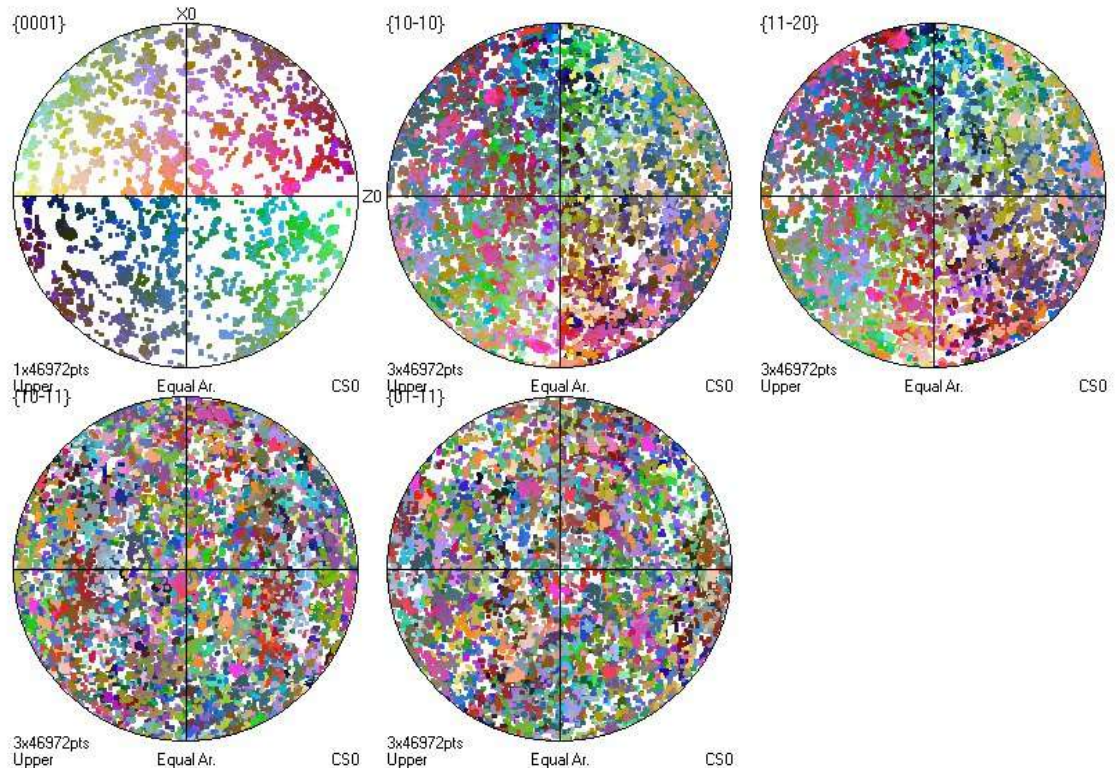 {0001}
X0
{10-10}
{11-20}
Z0
1x46972pts
Upper
Equal Ar.
CS0
3x46972pts
Upper
Equal Ar.
CS0
3x46972pts
Upper
Equal Ar.
CS0
{10-11}
{01-11}
3x46972pts
Upper
Equal Ar.
CS0
3x46972pts
Upper
Equal Ar.
CS0